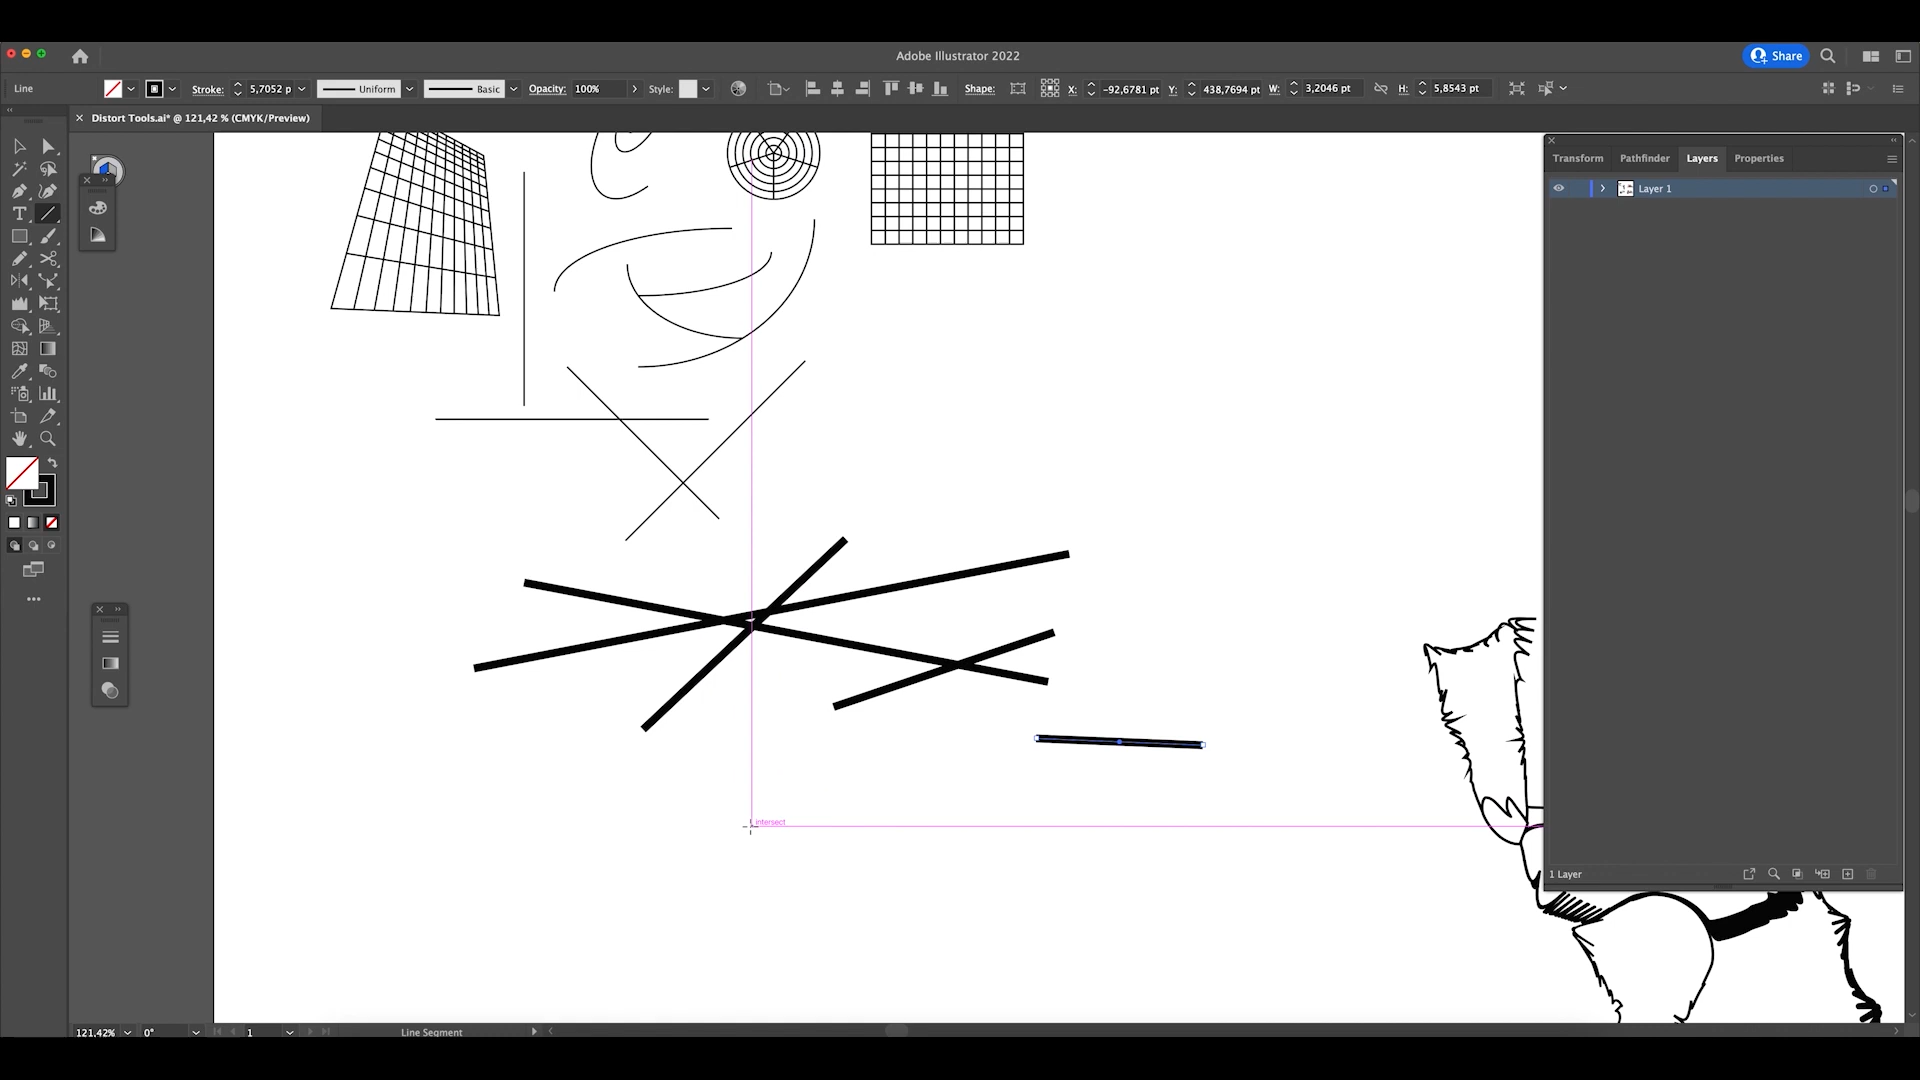 Adobe Illustrator 2022
Share
Line
Stroke:
5,7052 p
Uniform
Basic
Opacity:
100%
Style:
Shape:
X:
-92,6781 pt
Y:
438,7694 pt
W:
3,2046 pt
H:
5,8543 pt
Distort Tools.ai* @ 121,42 % (CMYK/Preview)
Transform
Pathfinder
Layers
Properties
Layer 1
intersect
1 Layer
121,42%
0°
1
Line Segment